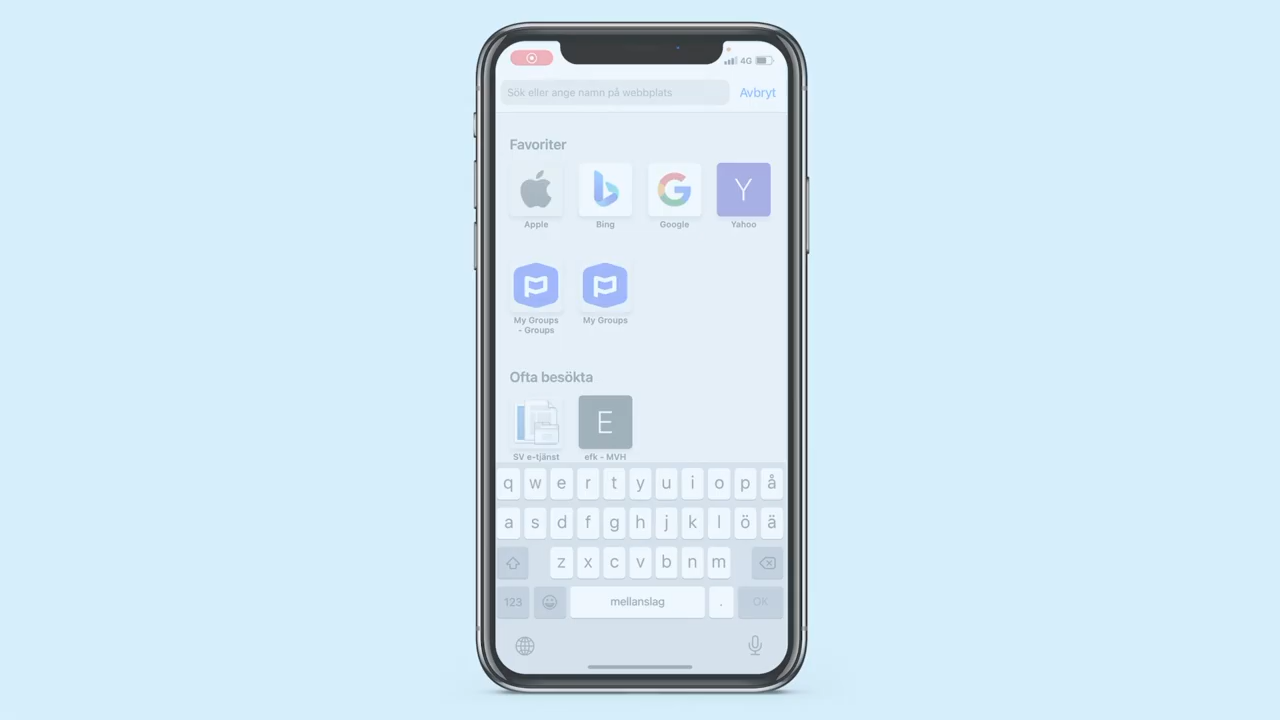 4G
Sök eller ange namn på webbplats
Avbryt
Favoriter
Y
Apple
Bing
Google
Yahoo
My Groups
- Groups
My Groups
Ofta besökta
E
SV e-tjänst
efk - MVH
q w e r t y u i o p å
a s d f g h j k l ö ä
z x c v b n m
123
mellanslag
.
OK